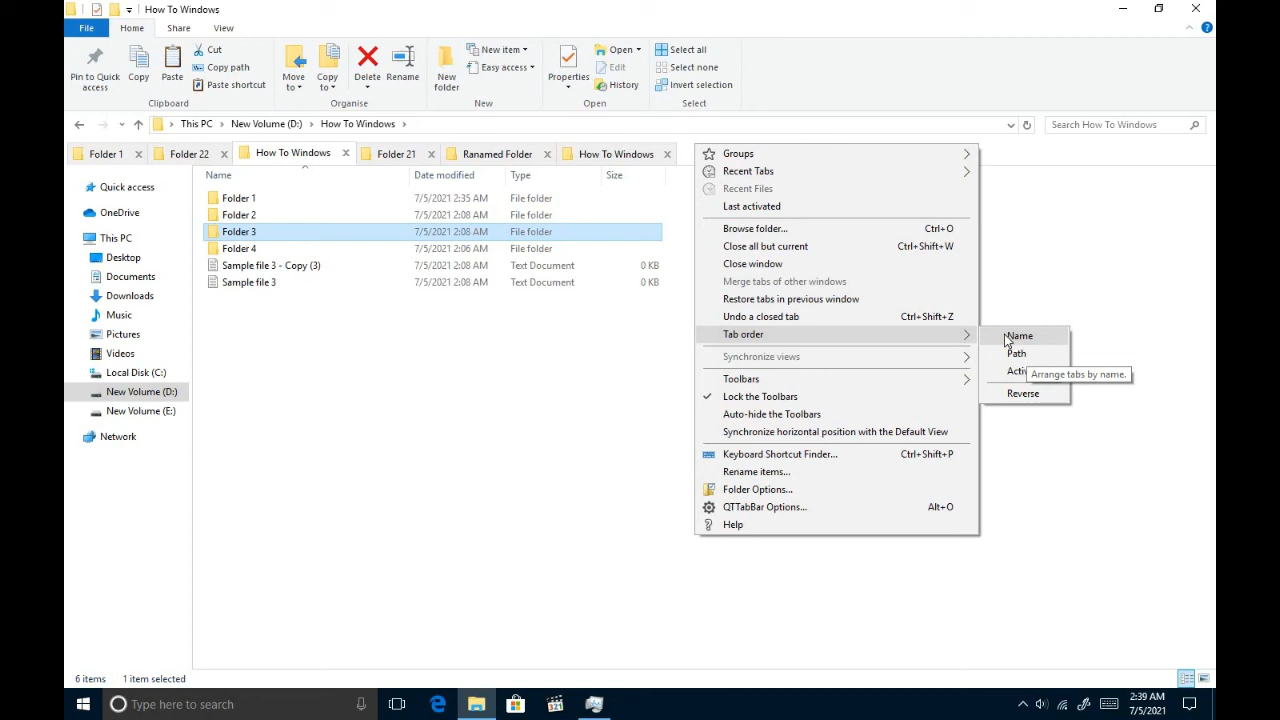 How To Windows
File Home Share View
Pin to Quick access
Copy
Paste
Cut
Copy path
Paste shortcut
Clipboard
Move to
Copy to
Delete
Rename
Organise
New folder
New item
Easy access
New
Properties
Open
Edit
History
Open
Select all
Select none
Invert selection
Select
This PC New Volume (D:) How To Windows
Search How To Windows
Folder 1 Folder 22 How To Windows Folder 21 Ranamed Folder How To Windows
Quick access
OneDrive
This PC
Desktop
Documents
Downloads
Music
Pictures
Videos
Local Disk (C:)
New Volume (D:)
New Volume (E:)
Network
Name Date modified Type Size
Folder 1 7/5/2021 2:35 AM File folder
Folder 2 7/5/2021 2:08 AM File folder
Folder 3 7/5/2021 2:08 AM File folder
Folder 4 7/5/2021 2:06 AM File folder
Sample file 3 - Copy (3) 7/5/2021 2:08 AM Text Document 0 KB
Sample file 3 7/5/2021 2:08 AM Text Document 0 KB
Groups
Recent Tabs
Recent Files
Last activated
Browse folder... Ctrl+O
Close all but current Ctrl+Shift+W
Close window
Merge tabs of other windows
Restore tabs in previous window
Undo a closed tab Ctrl+Shift+Z
Tab order
Synchronize views
Toolbars
Lock the Toolbars
Auto-hide the Toolbars
Synchronize horizontal position with the Default View
Keyboard Shortcut Finder... Ctrl+Shift+P
Rename items...
Folder Options...
QTTabBar Options... Alt+O
Help
Name
Path
Arrange tabs by name.
Reverse
6 items 1 item selected
Type here to search
2:39 AM
7/5/2021